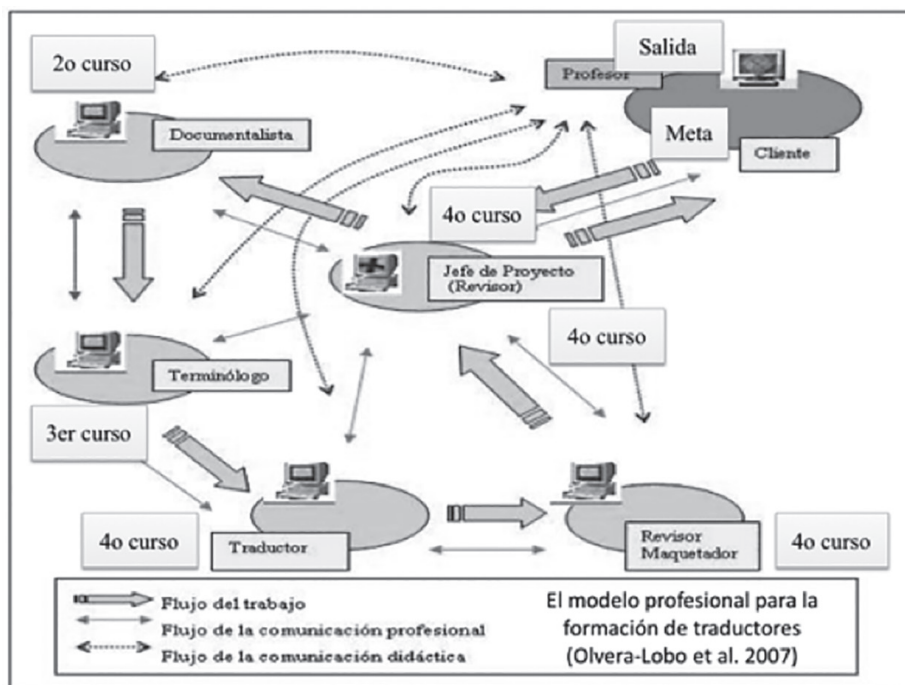 2o curso
Salida
Profesor
Documentalista
Meta
Cliente
4o curso
Jefe de Proyecto
(Revisor)
4o curso
Terminólogo
3er curso
4o curso
Traductor
Revisor
Maquetador
4o curso
Flujo del trabajo
Flujo de la comunicación profesional
Flujo de la comunicación didáctica
El modelo profesional para la
formación de traductores
(Olvera-Lobo et al. 2007)